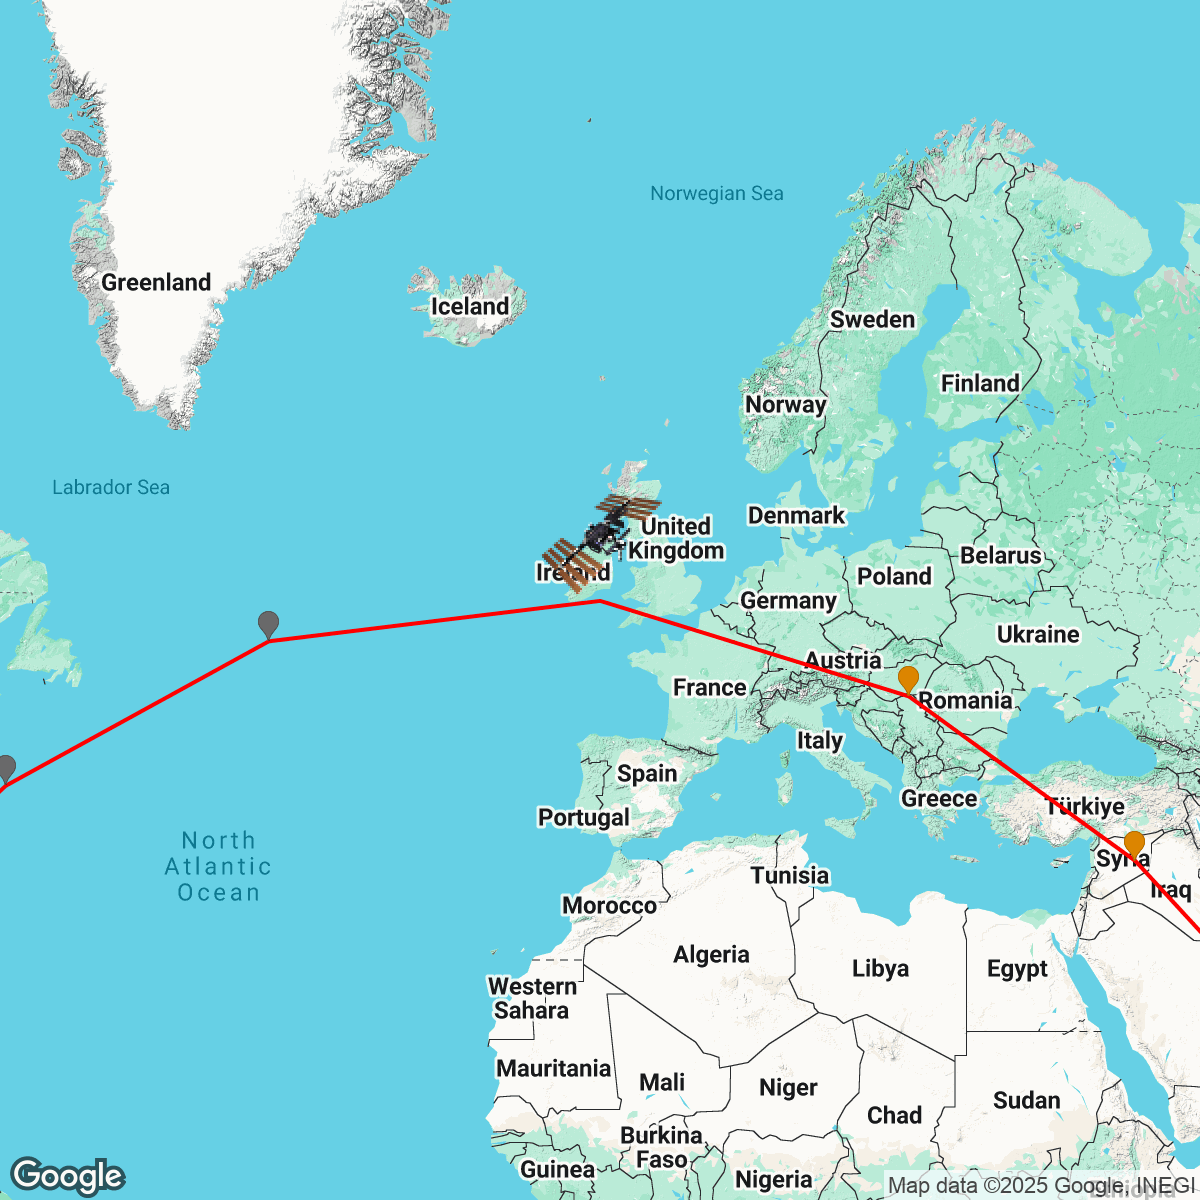 Norwegian Sea
Greenland
Iceland
Sweden
Finland
Norway
Labrador Sea
Denmark
United
Kingdom
Belarus
Ireland
Poland
Germany
Ukraine
Austria
France
Romania
Italy
Spain
Greece
Türkiye
Portugal
North
Atlantic
Ocean
Syria
Iraq
Tunisia
Morocco
Algeria
Libya
Egypt
Western
Sahara
Mauritania
Mali
Niger
Chad
Sudan
Burkina
Faso
Guinea
Nigeria
Ethiopia
Google
Map data ©2025 Google, INEGI